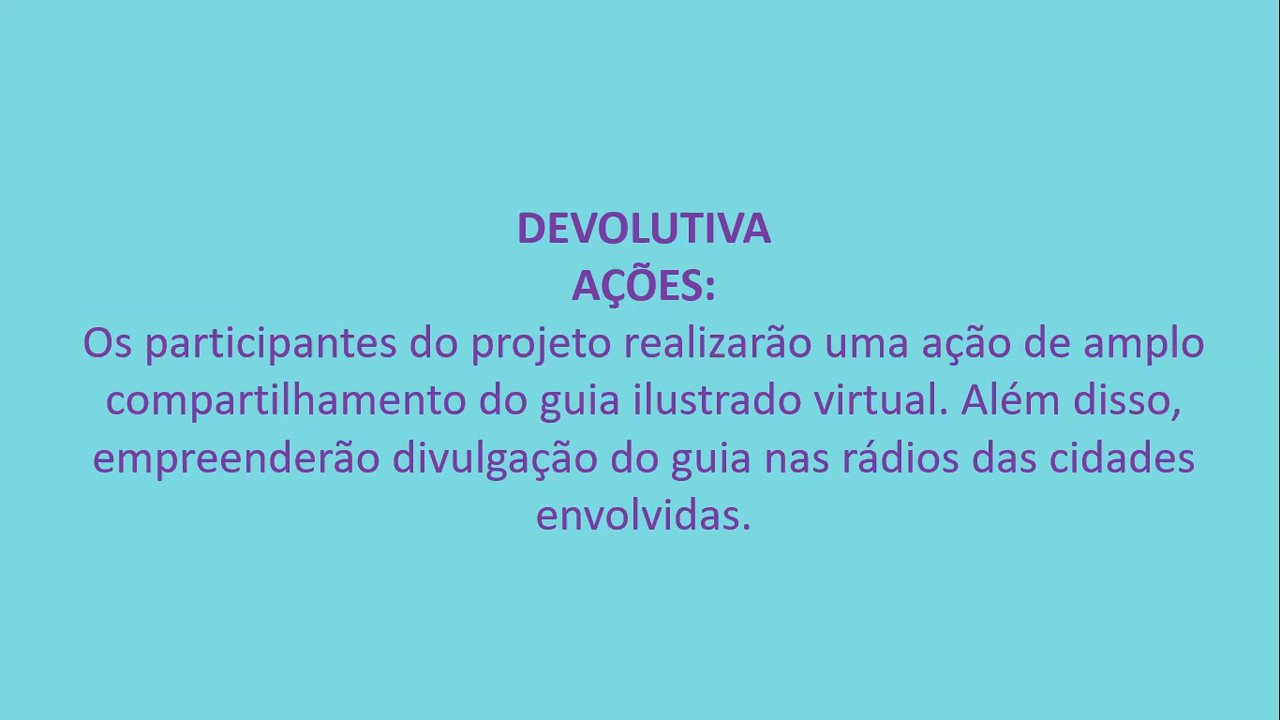 DEVOLUTIVA
AÇÕES:
Os participantes do projeto realizarão uma ação de amplo
compartilhamento do guia ilustrado virtual. Além disso,
empreenderão divulgação do guia nas rádios das cidades
envolvidas.